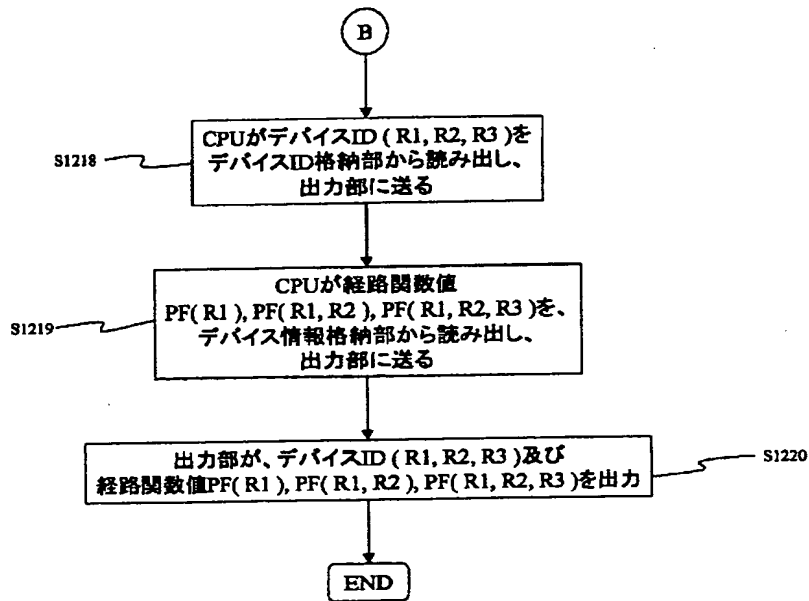 B
CPUがデバイスID ( R1, R2, R3 )を
S1218
デバイスID格納部から読み出し、
出力部に送る
CPUが経路関数値
PF( R1 ), PF( R1, R2 ), PF( R1, R2, R3 )を、
S1219
デバイス情報格納部から読み出し、
出力部に送る
出力部が、デバイスID ( R1, R2, R3 )及び
S1220
経路関数値PF( R1 ), PF( R1, R2 ), PF( R1, R2, R3 )を出力
END